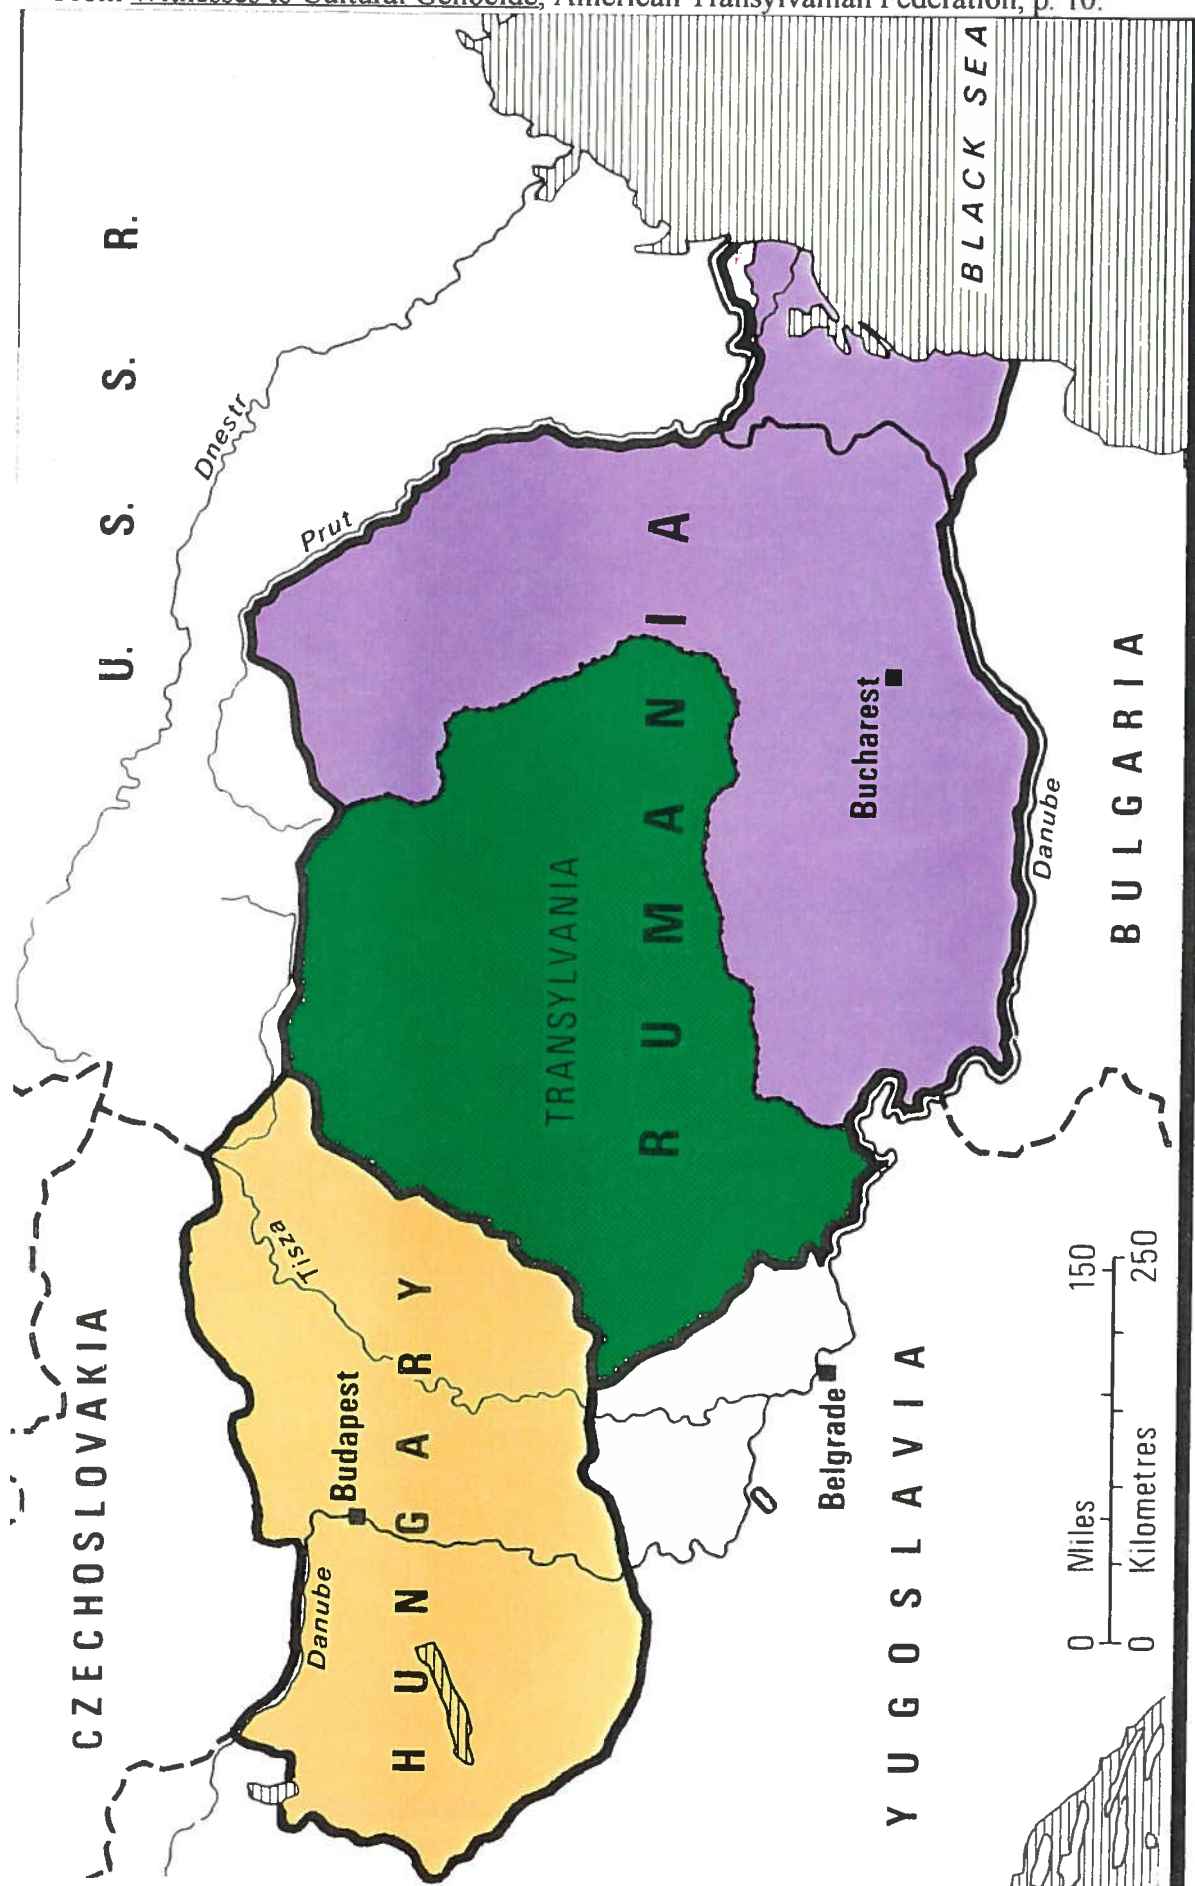 From Witnesses to Cultural Genocide, American Transylvanian Federation, p. 10.
U. S. S. R.
CZECHOSLOVAKIA
Dnestr
Prut
Tisza
Danube
Budapest
HUNGARY
TRANSYLVANIA
RUMANIA
Bucharest
Belgrade
YUGOSLAVIA
Danube
BULGARIA
BLACK SEA
0 Miles 150
0 Kilometres 250